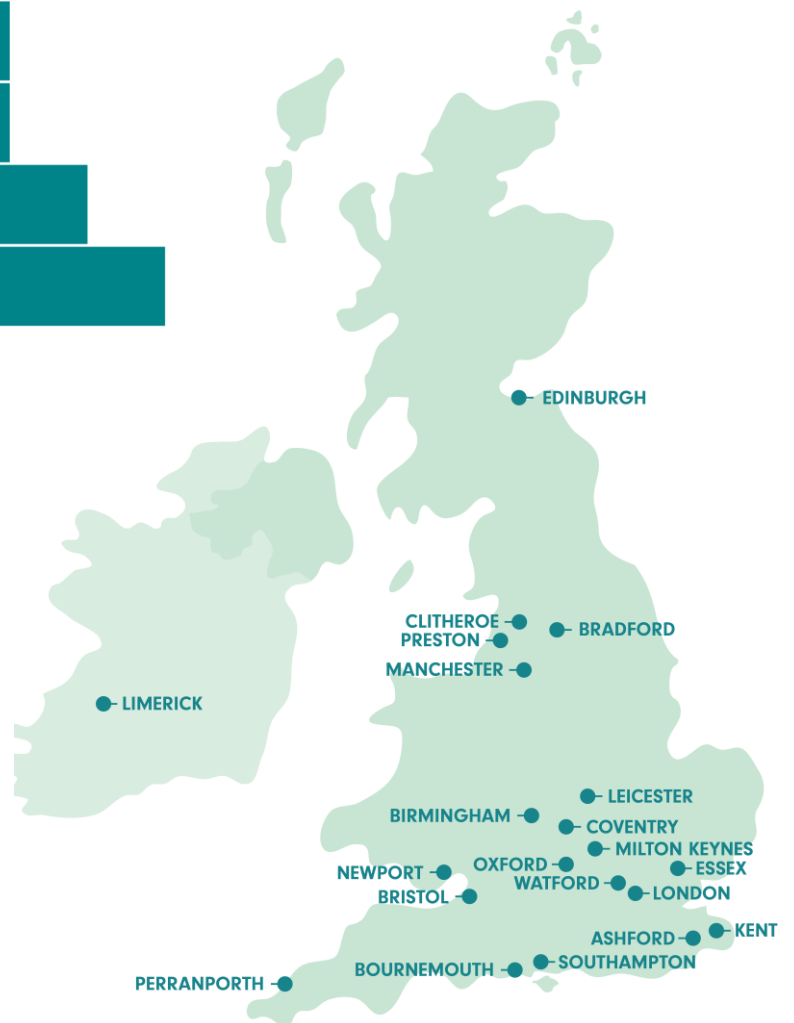 EDINBURGH
CLITHEROE
BRADFORD
PRESTON
MANCHESTER
LIMERICK
LEICESTER
BIRMINGHAM
COVENTRY
MILTON KEYNES
OXFORD
ESSEX
NEWPORT
WATFORD
LONDON
BRISTOL
KENT
ASHFORD
SOUTHAMPTON
BOURNEMOUTH
PERRANPORTH